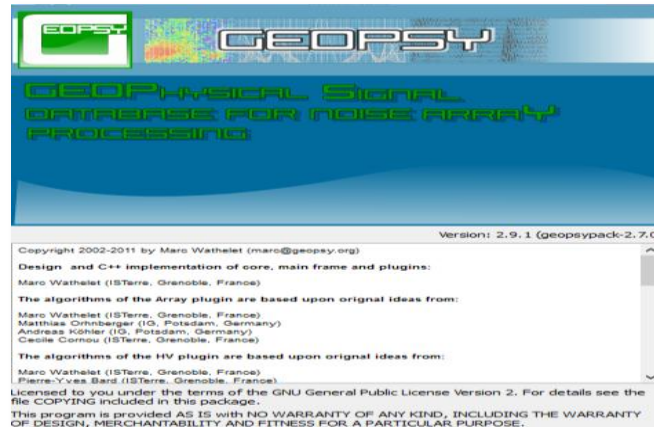 GEOPSY
GEOPSY
GEOPhysical Signal
database for noise arraY
processing
Version: 2.9.1 (geopsypack-2.7.0
Copyright 2002-2011 by Marc Wathelet (marc@geopsy.org)
Design and C++ implementation of core, main frame and plugins:
Marc Wathelet (ISTerre, Grenoble, France)
The algorithms of the Array plugin are based upon orignal ideas from:
Marc Wathelet (ISTerre, Grenoble, France)
Matthias Orhnberger (IG, Potsdam, Germany)
Andreas Köhler (IG, Potsdam, Germany)
Cecile Cornou (ISTerre, Grenoble, France)
The algorithms of the HV plugin are based upon orignal ideas from:
Marc Wathelet (ISTerre, Grenoble, France)
Pierre-Yves Bard (ISTerre, Grenoble, France)
Licensed to you under the terms of the GNU General Public License Version 2. For details see the
file COPYING included in this package.
This program is provided AS IS with NO WARRANTY OF ANY KIND, INCLUDING THE WARRANTY
OF DESIGN, MERCHANTABILITY AND FITNESS FOR A PARTICULAR PURPOSE.